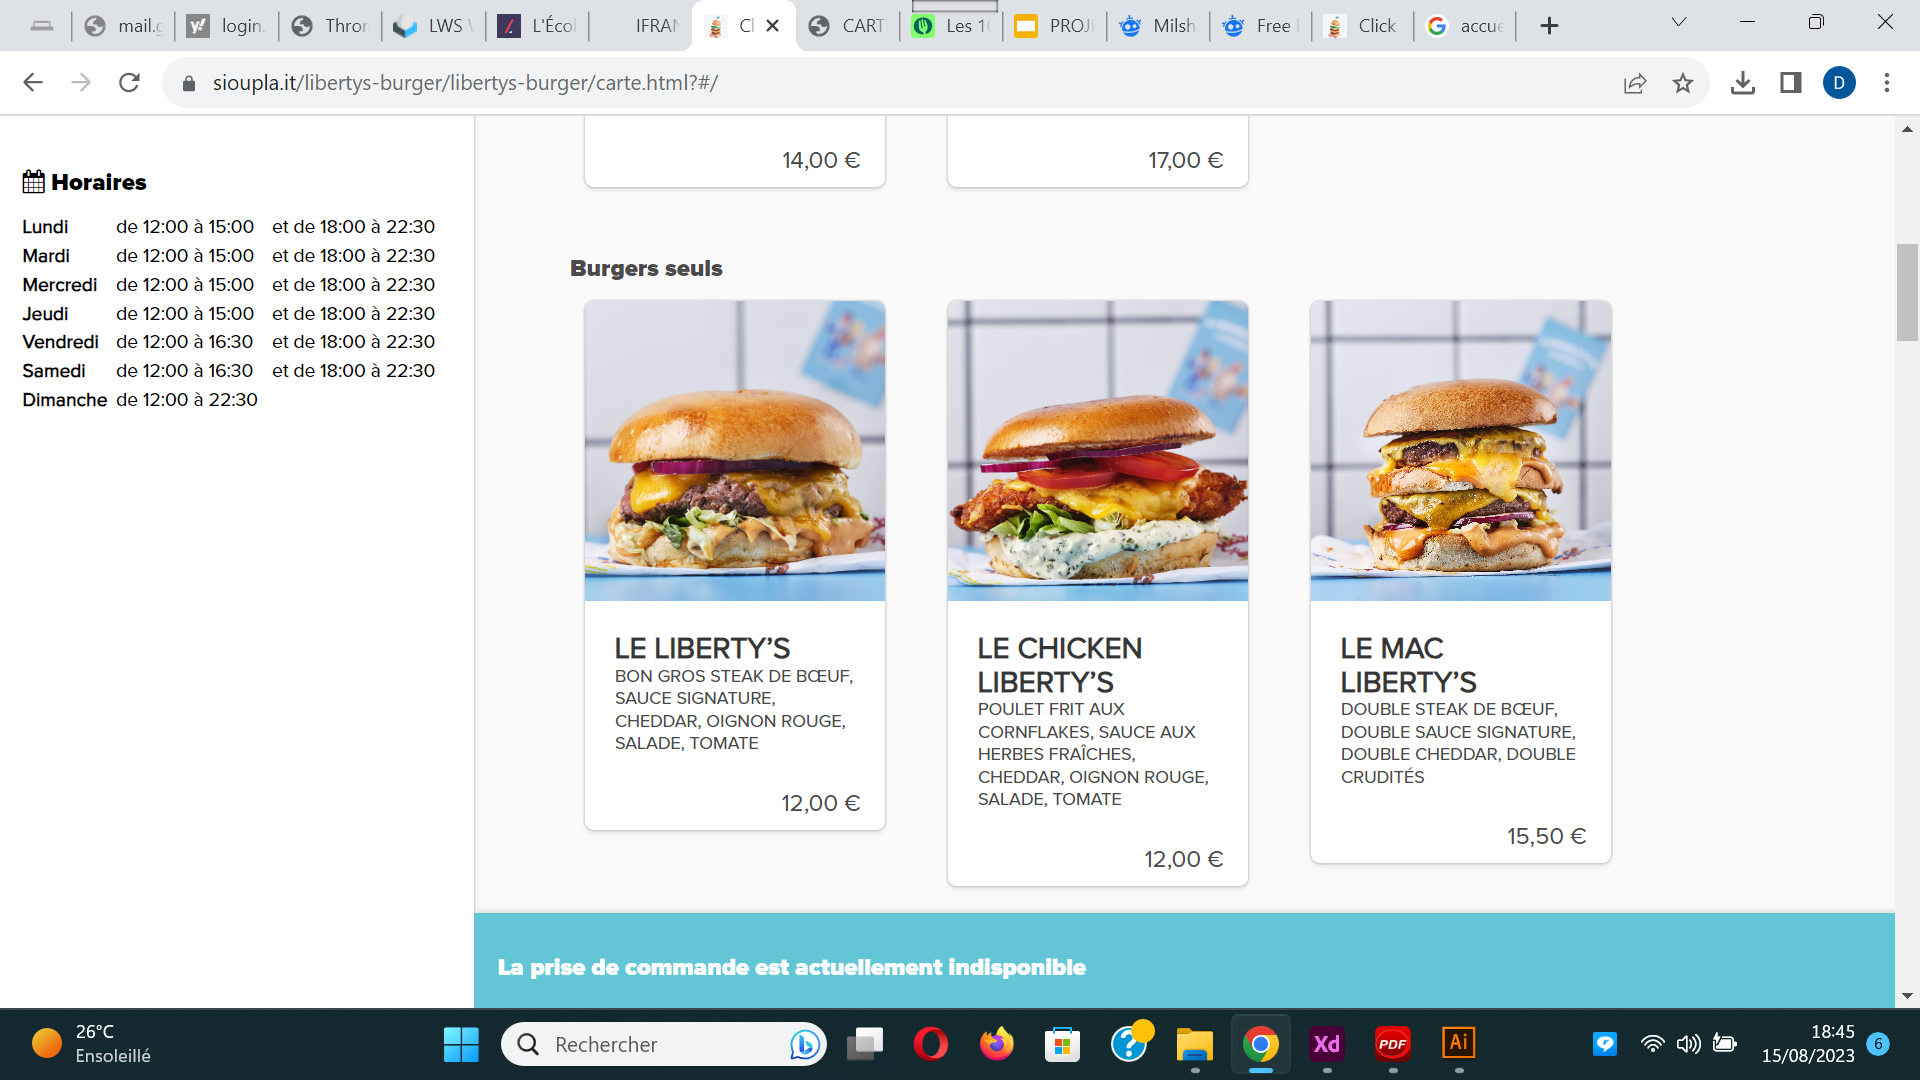 mail.g
login.
Thron
LWS
L'Écol
IFRAN
Cl
CART
Les 10
PROJ
Milsh
Free
Click
accue
sioupla.it/libertys-burger/libertys-burger/carte.html?#/
D
Horaires
Lundi de 12:00 à 15:00 et de 18:00 à 22:30
Mardi de 12:00 à 15:00 et de 18:00 à 22:30
Mercredi de 12:00 à 15:00 et de 18:00 à 22:30
Jeudi de 12:00 à 15:00 et de 18:00 à 22:30
Vendredi de 12:00 à 16:30 et de 18:00 à 22:30
Samedi de 12:00 à 16:30 et de 18:00 à 22:30
Dimanche de 12:00 à 22:30
14,00 €
17,00 €
Burgers seuls
LE LIBERTY’S
BON GROS STEAK DE BŒUF,
SAUCE SIGNATURE,
CHEDDAR, OIGNON ROUGE,
SALADE, TOMATE
12,00 €
LE CHICKEN
LIBERTY’S
POULET FRIT AUX
CORNFLAKES, SAUCE AUX
HERBES FRAÎCHES,
CHEDDAR, OIGNON ROUGE,
SALADE, TOMATE
12,00 €
LE MAC
LIBERTY’S
DOUBLE STEAK DE BŒUF,
DOUBLE SAUCE SIGNATURE,
DOUBLE CHEDDAR, DOUBLE
CRUDITÉS
15,50 €
La prise de commande est actuellement indisponible
26°C
Ensoleillé
Rechercher
Xd
PDF
Ai
18:45
15/08/2023
6